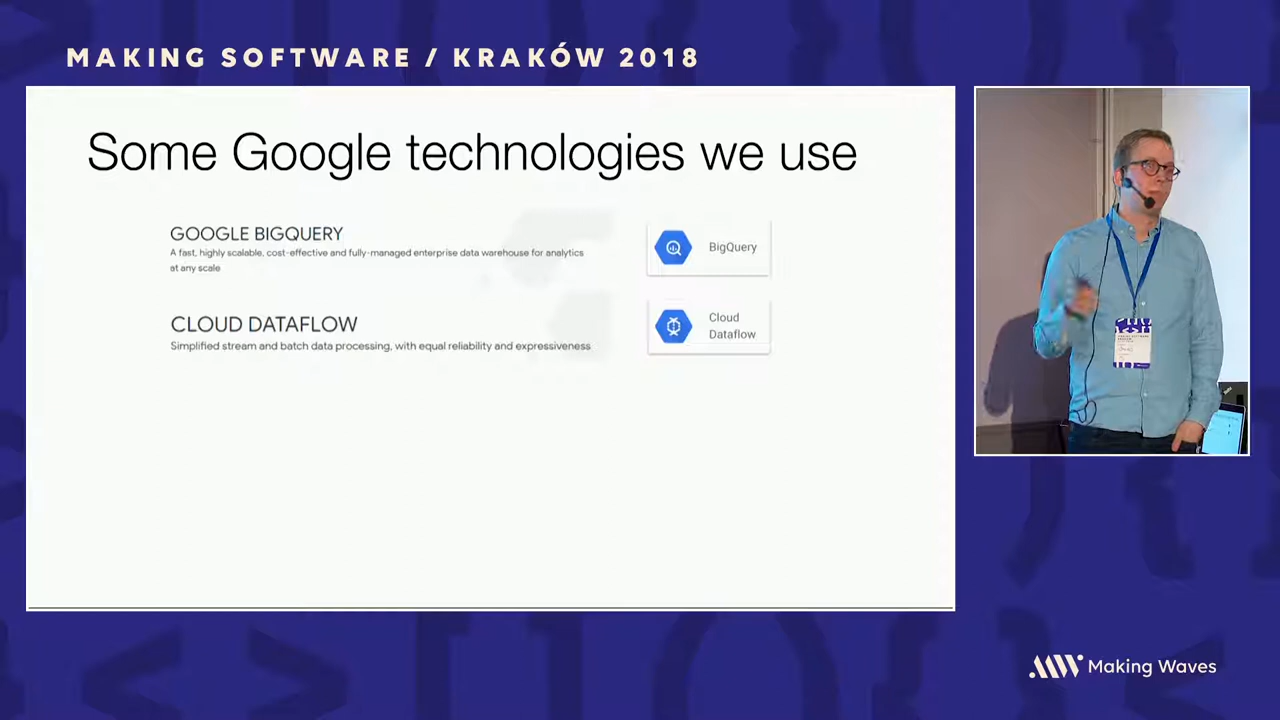 MAKING SOFTWARE / KRAKÓW 2018
Some Google technologies we use
GOOGLE BIGQUERY
A fast, highly scalable, cost-effective and fully-managed enterprise data warehouse for analytics
at any scale
BigQuery
CLOUD DATAFLOW
Simplified stream and batch data processing, with equal reliability and expressiveness
Cloud
Dataflow
Making Waves